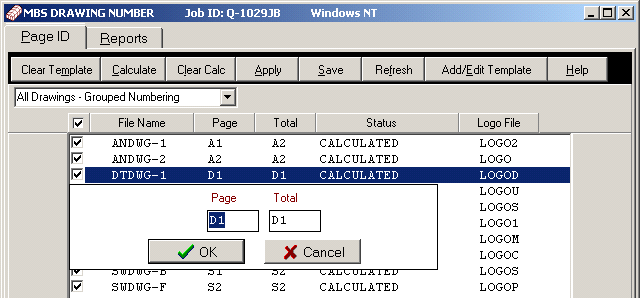 MBS DRAWING NUMBER Job ID: Q-1029JB Windows NT
Page ID Reports
Clear Template Calculate Clear Calc Apply Save Refresh Add/Edit Template Help
All Drawings - Grouped Numbering
File Name Page Total Status Logo File
ANDWG-1 A1 A2 CALCULATED LOGO2
ANDWG-2 A2 A2 CALCULATED LOGO
DTDWG-1 D1 D1 CALCULATED LOGOD
LOGOU
Page Total
LOGOS
D1 D1
LOGO1
LOGOM
OK Cancel
LOGOC
SWDWG-B S1 S2 CALCULATED LOGOS
SWDWG-F S2 S2 CALCULATED LOGOP